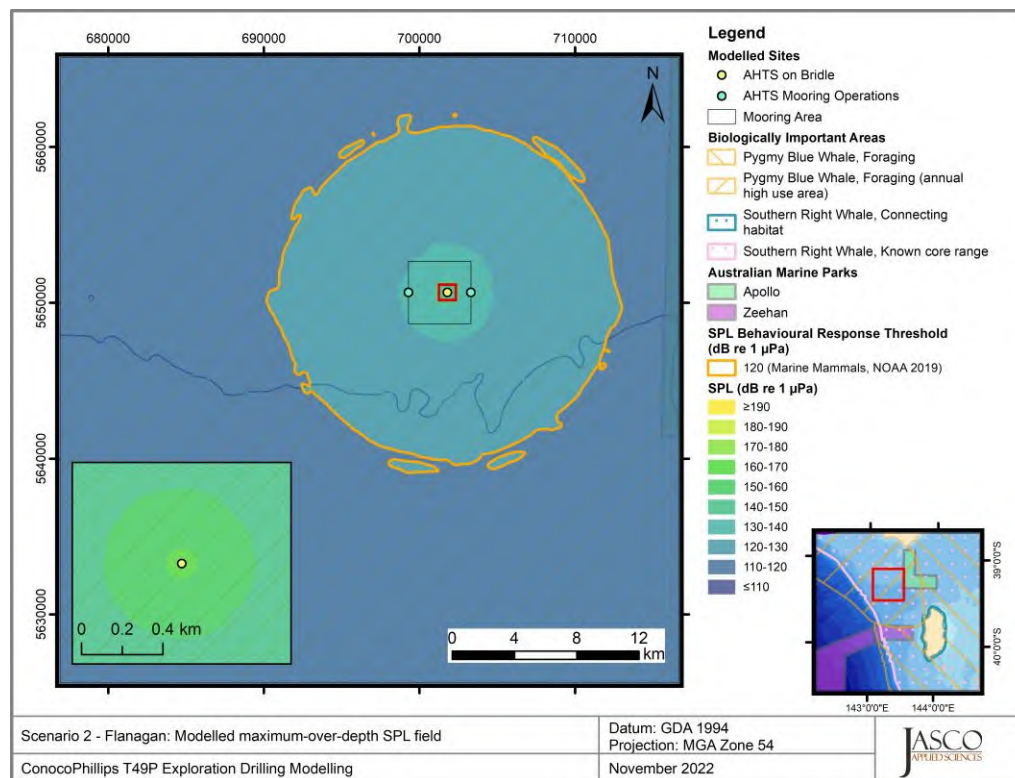 680000
690000
700000
710000
5660000
5650000
5640000
5630000
N
0 0.2 0.4 km
0 4 8 12
km
Legend
Modelled Sites
AHTS on Bridle
AHTS Mooring Operations
Mooring Area
Biologically Important Areas
Pygmy Blue Whale, Foraging
Pygmy Blue Whale, Foraging (annual
high use area)
Southern Right Whale, Connecting
habitat
Southern Right Whale, Known core range
Australian Marine Parks
Apollo
Zeehan
SPL Behavioural Response Threshold
(dB re 1 µPa)
120 (Marine Mammals, NOAA 2019)
SPL (dB re 1 µPa)
≥190
180-190
170-180
160-170
150-160
140-150
130-140
120-130
110-120
≤110
39°0'0"S
40°0'0"S
143°0'0"E 144°0'0"E
Scenario 2 - Flanagan: Modelled maximum-over-depth SPL field
ConocoPhillips T49P Exploration Drilling Modelling
Datum: GDA 1994
Projection: MGA Zone 54
November 2022
JASCO
APPLIED SCIENCES